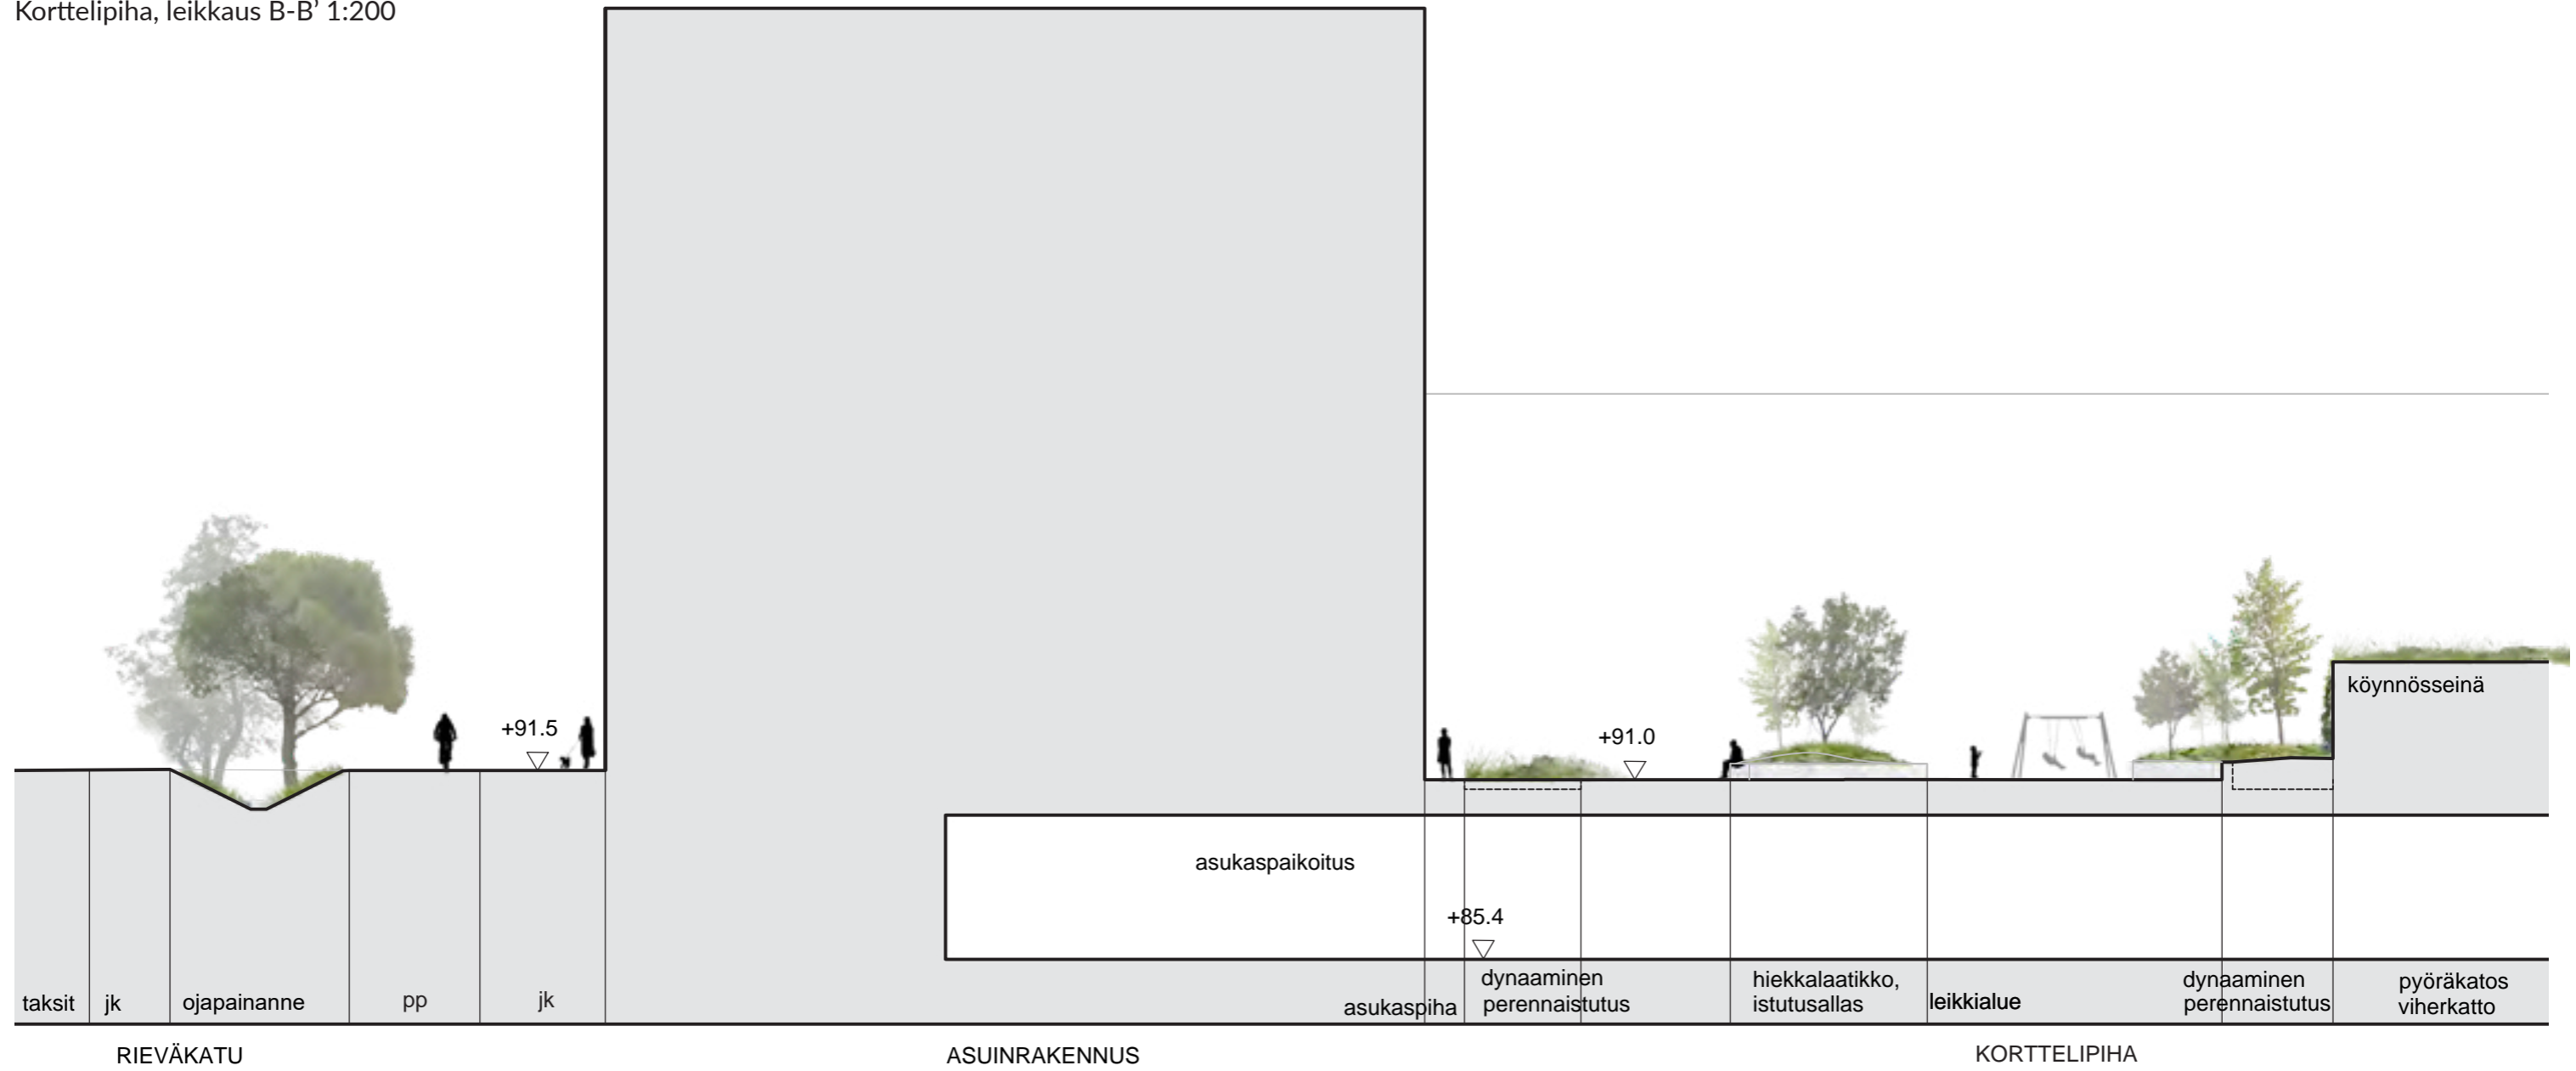 Korttelipiha, leikkaus B-B’ 1:200
+91.5
+91.0
köynnösseinä
asukaspaikoitus
+85.4
taksit
jk
ojapainanne
pp
jk
asukaspiha
dynaaminen
perennaistutus
hiekkalaatikko,
istutusallas
leikkialue
dynaaminen
perennaistutus
pyöräkatos
viherkatto
RIEVÄKATU
ASUINRAKENNUS
KORTTELIPIHA